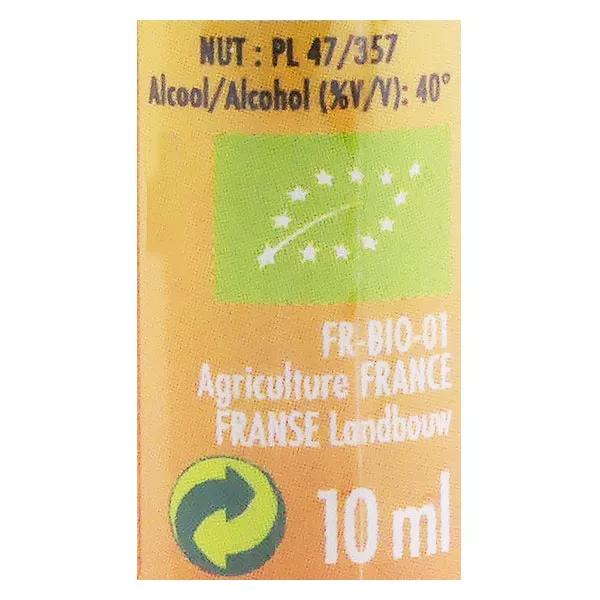 NUT : PL 47/357
Alcool/Alcohol (%V/V): 40°
FR-BIO-01
Agriculture FRANCE
FRANSE Landbouw
10 ml